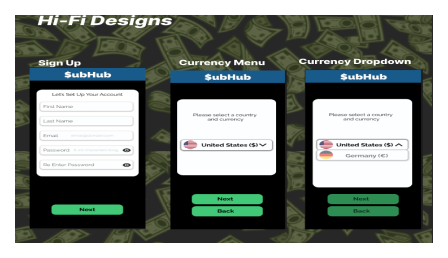 Hi-Fi Designs
Sign Up
$ubHub
Let's Set Up Your Account
First Name
Last Name
Email
Password
Re Enter Password
Next
Currency Menu
$ubHub
Please select a country
and currency
United States ($)
Next
Back
Currency Dropdown
$ubHub
Please select a country
and currency
United States ($)
Germany (€)
Next
Back